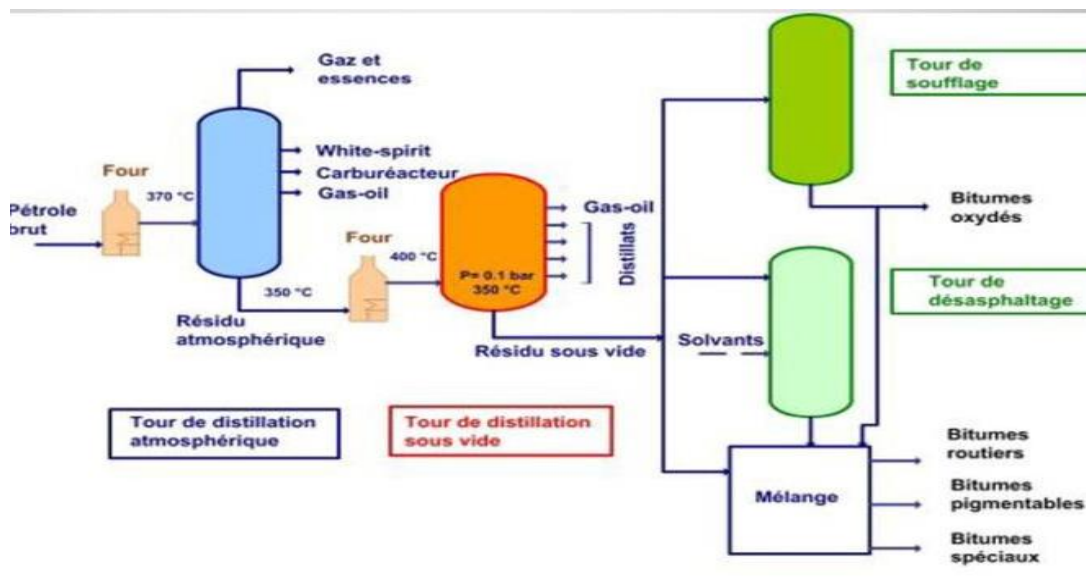 Gaz et
essences
White-spirit
Carburéacteur
Gas-oil
Four
370 °C
Pétrole
brut
350 °C
Résidu
atmosphérique
Four
400 °C
P= 0.1 bar
350 °C
Gas-oil
Distillats
Résidu sous vide
Solvants
Tour de
soufflage
Bitumes
oxydés
Tour de
désasphaltage
Tour de distillation
atmosphérique
Tour de distillation
sous vide
Mélange
Bitumes
routiers
Bitumes
pigmentables
Bitumes
spéciaux